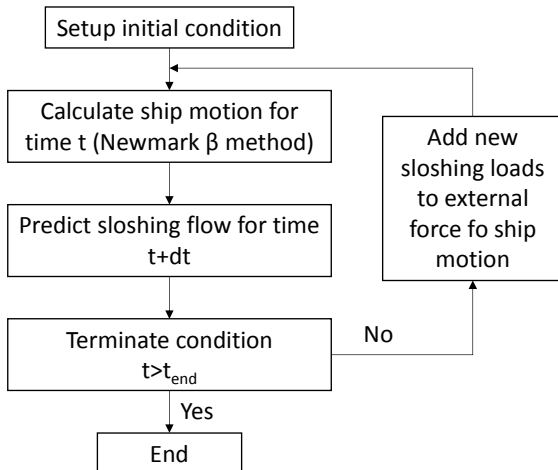 Setup initial condition
Calculate ship motion for
time t (Newmark β method)
Predict sloshing flow for time
t+dt
Terminate condition
t>t_end
No
Yes
End
Add new
sloshing loads
to external
force fo ship
motion